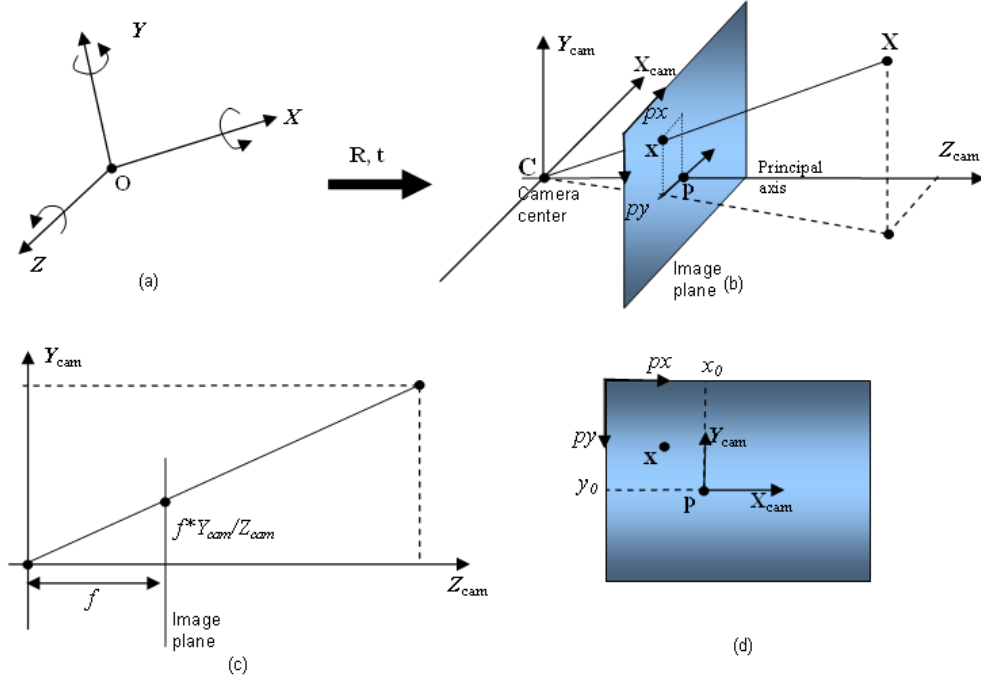 Y
X
O
Z
(a)
R, t
Y_cam
X_cam
X
px
x
C
Camera
center
py
P
Principal
axis
Z_cam
Image
plane
(b)
Y_cam
f*Y_cam/Z_cam
Z_cam
f
Image
plane
(c)
px
x_0
py
Y_cam
x
y_0
P
X_cam
(d)